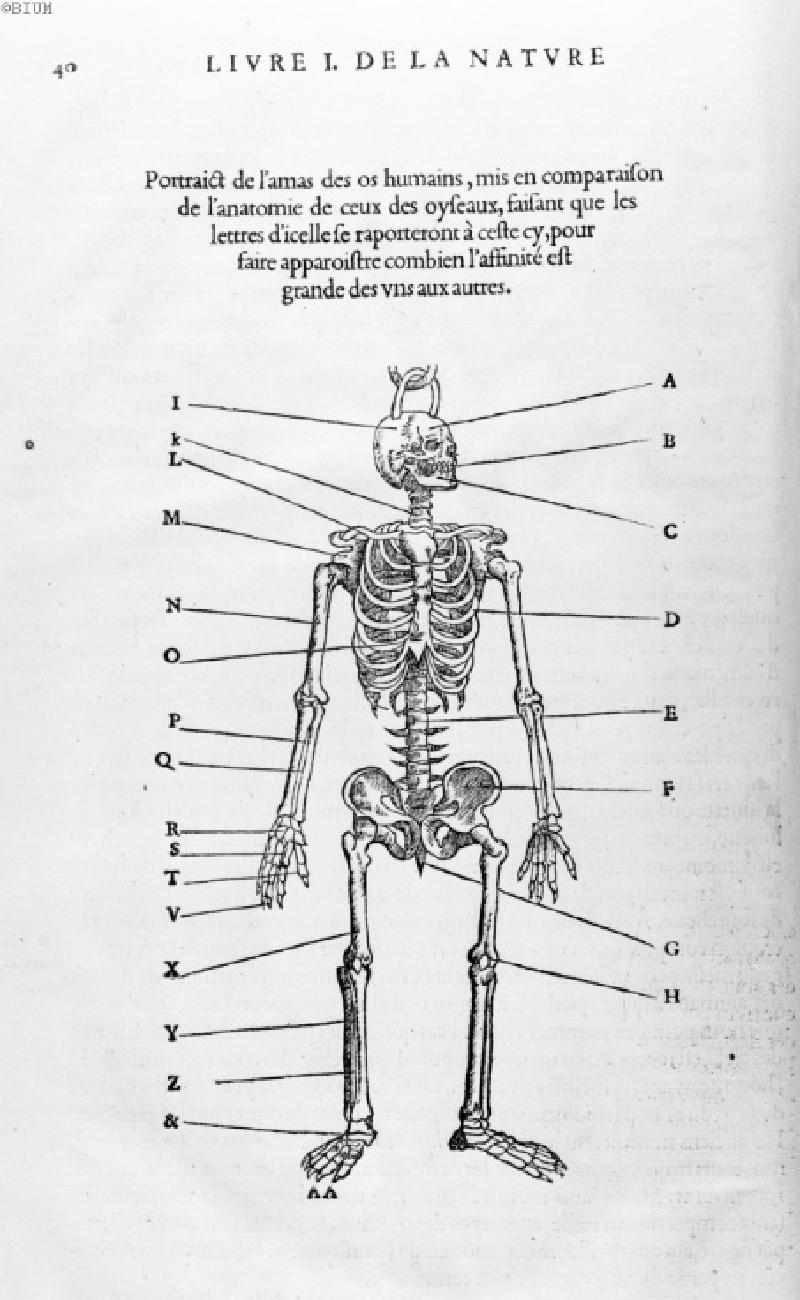 ©BIUM
40 LIVRE I. DE LA NATVRE
Portraict de l'amas des os humains, mis en comparaiſon
de l'anatomie de ceux des oyſeaux, faiſant que les
lettres d'icelle ſe raporteront à ceſte cy, pour
faire apparoiſtre combien l'affinité eſt
grande des vns aux autres.
A
I
k
B
L
M
C
N
D
O
E
P
Q
F
R
S
T
V
G
X
H
Y
Z
&
AA